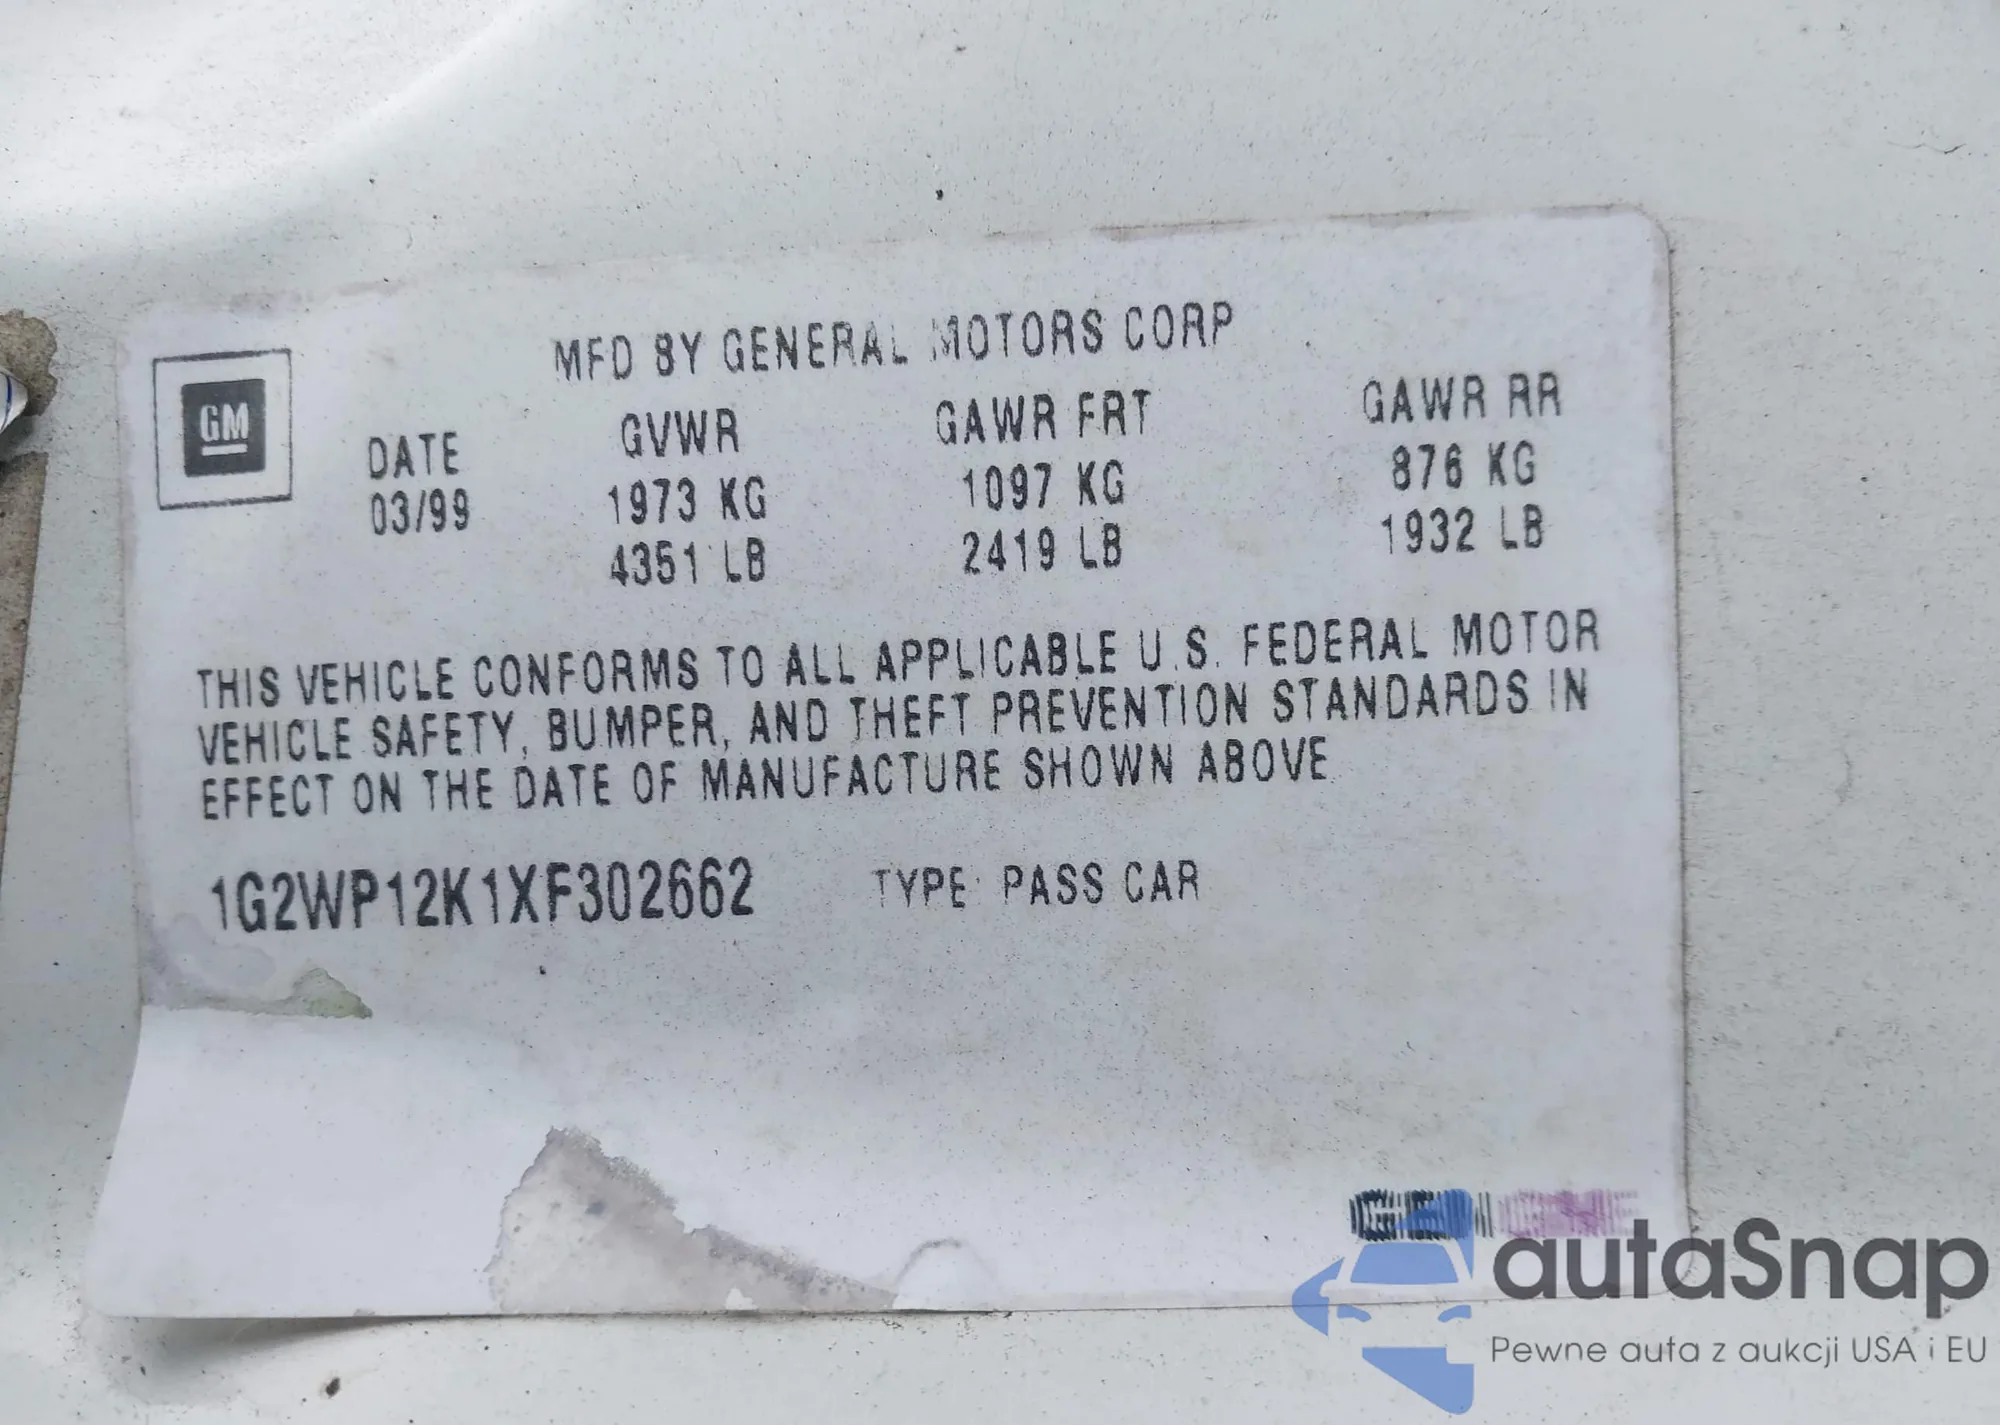 MFD BY GENERAL MOTORS CORP
GM
DATE GVWR GAWR FRT GAWR RR
03/99 1973 KG 1097 KG 876 KG
4351 LB 2419 LB 1932 LB
THIS VEHICLE CONFORMS TO ALL APPLICABLE U.S. FEDERAL MOTOR
VEHICLE SAFETY, BUMPER, AND THEFT PREVENTION STANDARDS IN
EFFECT ON THE DATE OF MANUFACTURE SHOWN ABOVE.
1G2WP12K1XF302662 TYPE: PASS CAR
autaSnap
Pewne auta z aukcji USA i EU